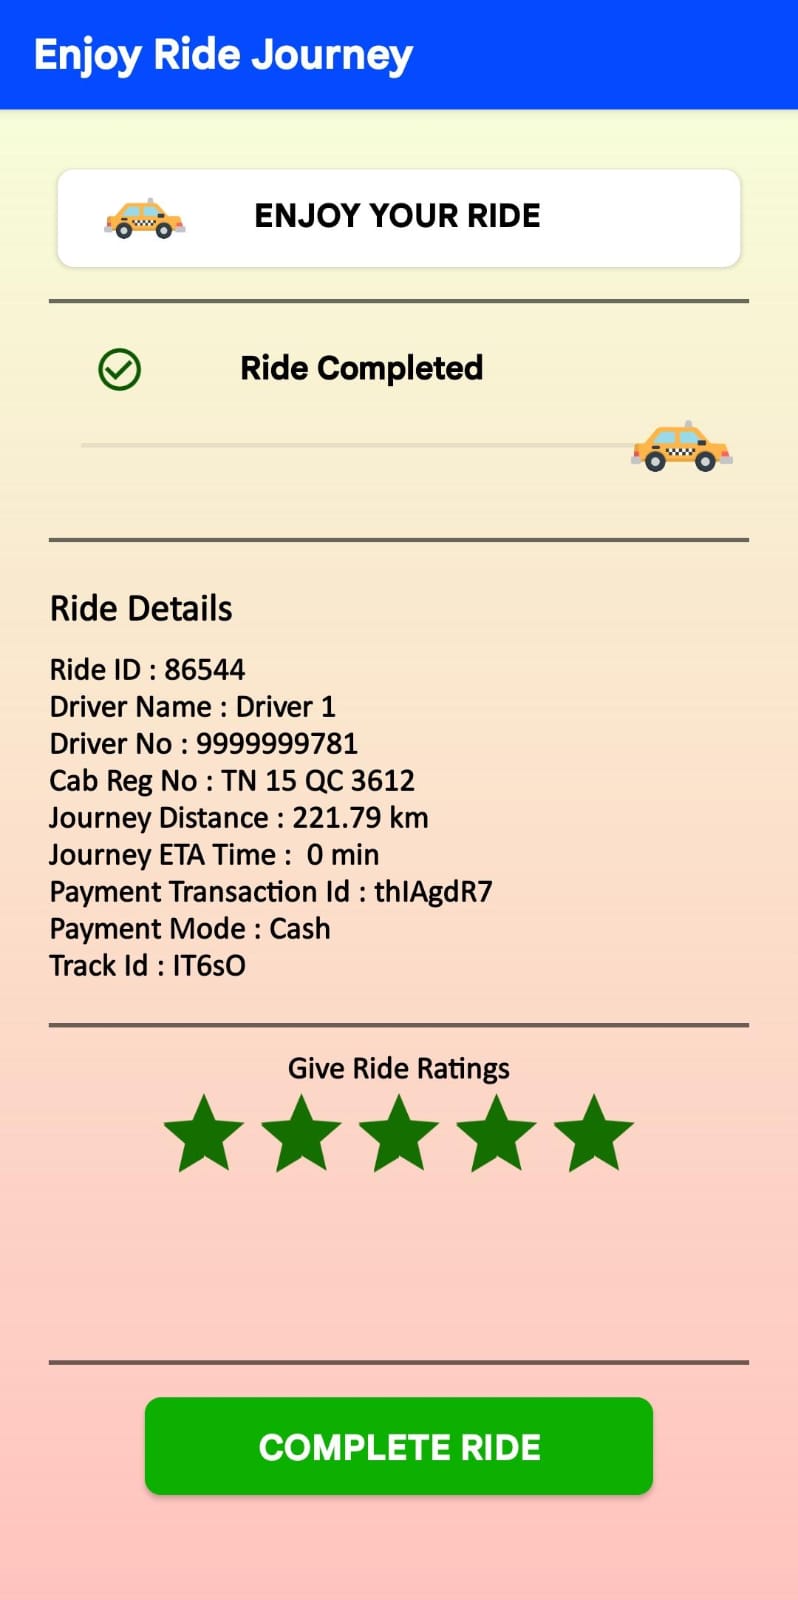 Enjoy Ride Journey
ENJOY YOUR RIDE
Ride Completed
Ride Details
Ride ID : 86544
Driver Name : Driver 1
Driver No : 9999999781
Cab Reg No : TN 15 QC 3612
Journey Distance : 221.79 km
Journey ETA Time :  0 min
Payment Transaction Id : thIAgdR7
Payment Mode : Cash
Track Id : IT6sO
Give Ride Ratings
COMPLETE RIDE